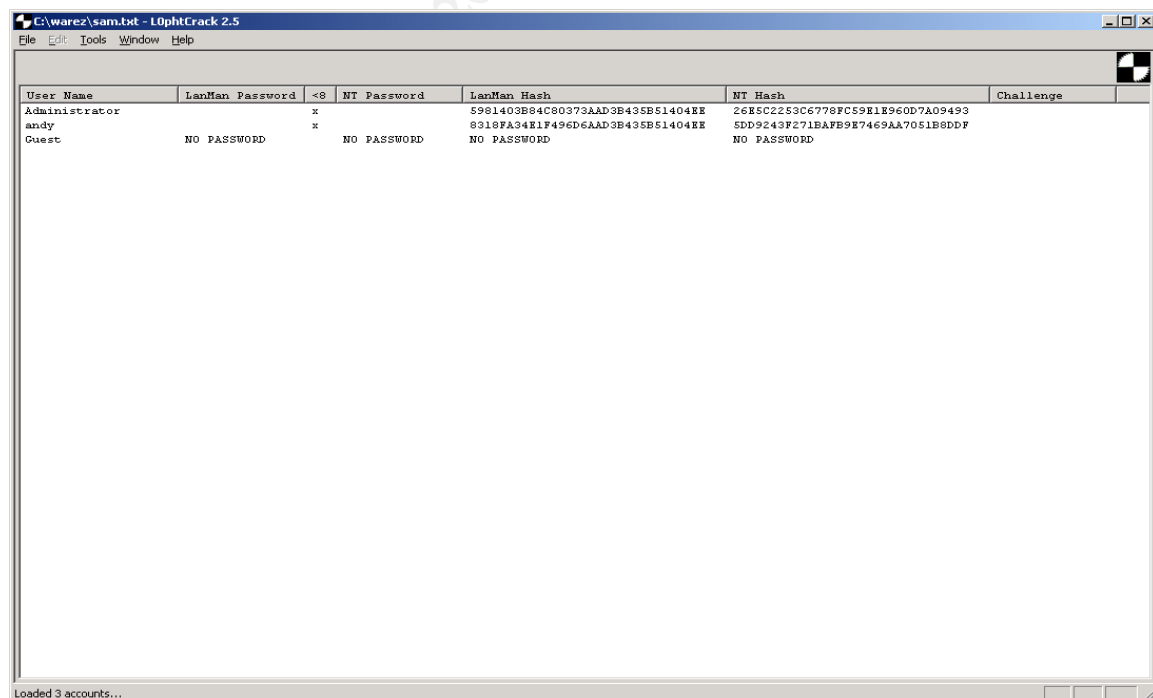 C:\warez\sam.txt - L0phtCrack 2.5
File Edit Tools Window Help
User Name LanMan Password <8 NT Password LanMan Hash NT Hash Challenge
Administrator x 5981403B84C80373AAD3B435B51404EE 26E5C2253C6778FC59E1E960D7A09493
andy x 8318FA34E1F496D6AAD3B435B51404EE 5DD9243F271BAFB9E7469AA7051B8DDF
Guest NO PASSWORD NO PASSWORD NO PASSWORD NO PASSWORD
Loaded 3 accounts...